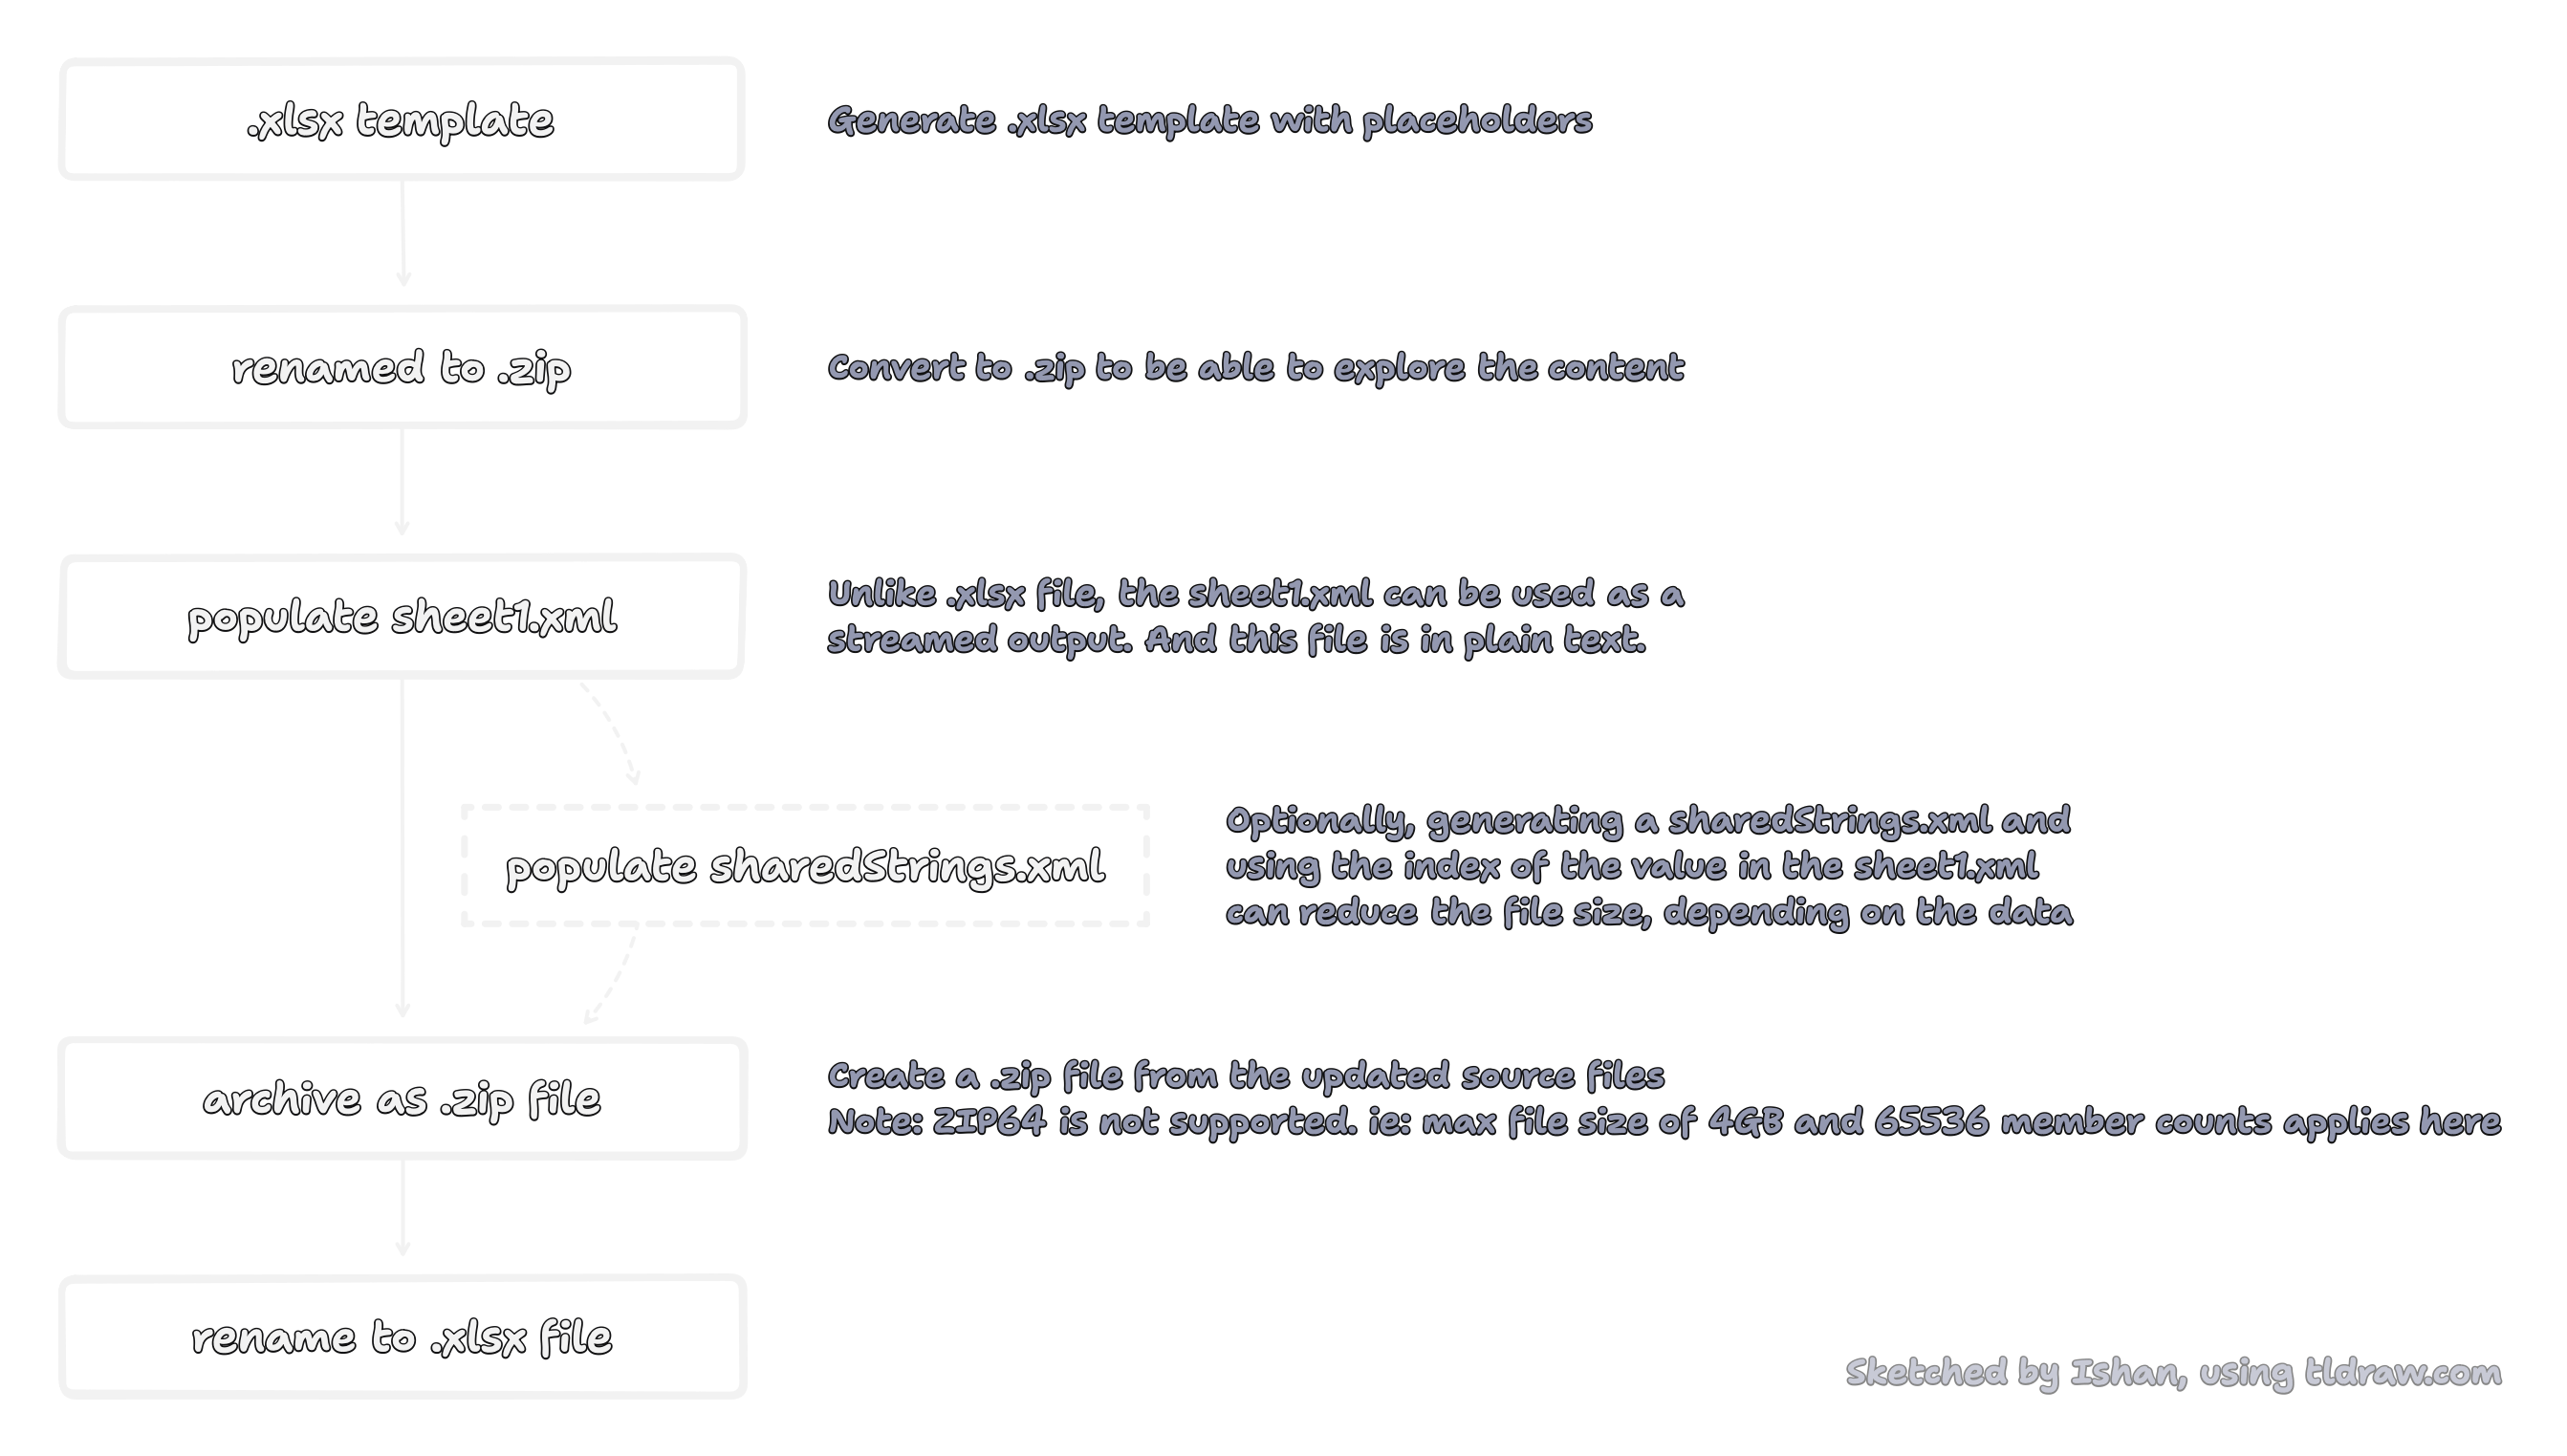 .xlsx template
Generate .xlsx template with placeholders
renamed to .zip
Convert to .zip to be able to explore the content
populate sheet1.xml
Unlike .xlsx file, the sheet1.xml can be used as a
streamed output. And this file is in plain text.
populate sharedStrings.xml
Optionally, generating a sharedStrings.xml and
using the index of the value in the sheet1.xml
can reduce the file size, depending on the data
archive as .zip file
Create a .zip file from the updated source files
Note: ZIP64 is not supported. ie: max file size of 4GB and 65536 member counts applies here
rename to .xlsx file
Sketched by Ishan, using tldraw.com